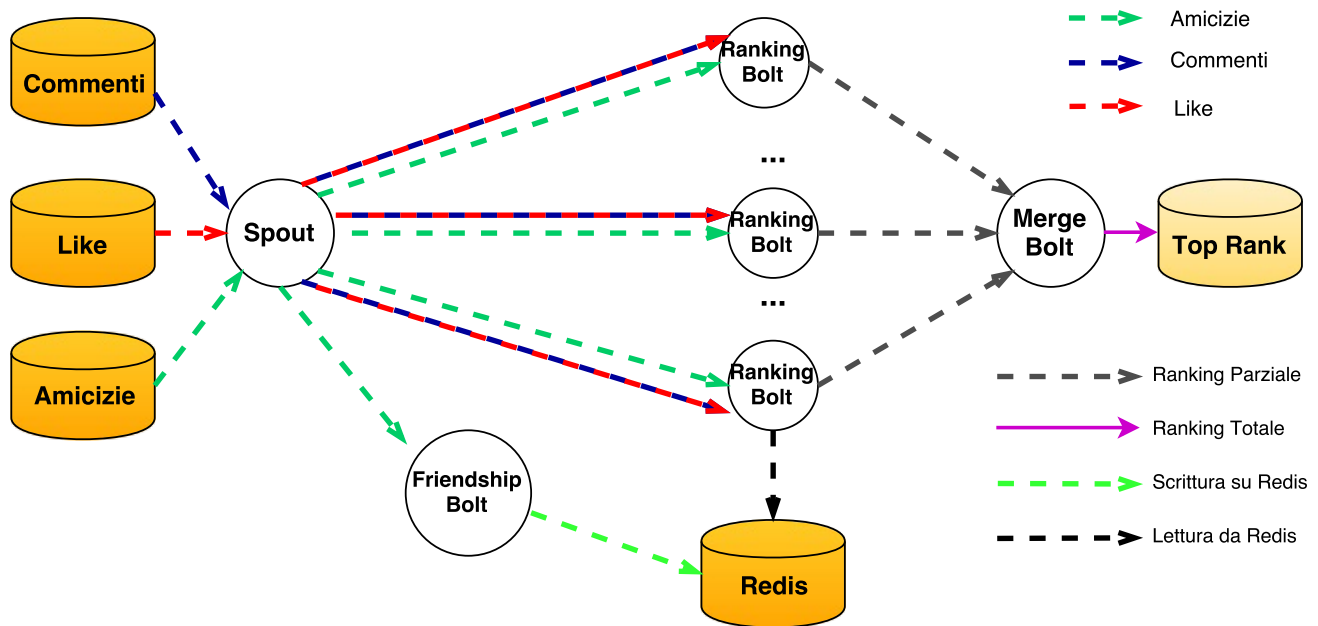 Commenti
Like
Amicizie
Spout
Ranking
Bolt
...
Ranking
Bolt
...
Ranking
Bolt
Friendship
Bolt
Redis
Merge
Bolt
Top Rank
Amicizie
Commenti
Like
Ranking Parziale
Ranking Totale
Scrittura su Redis
Lettura da Redis